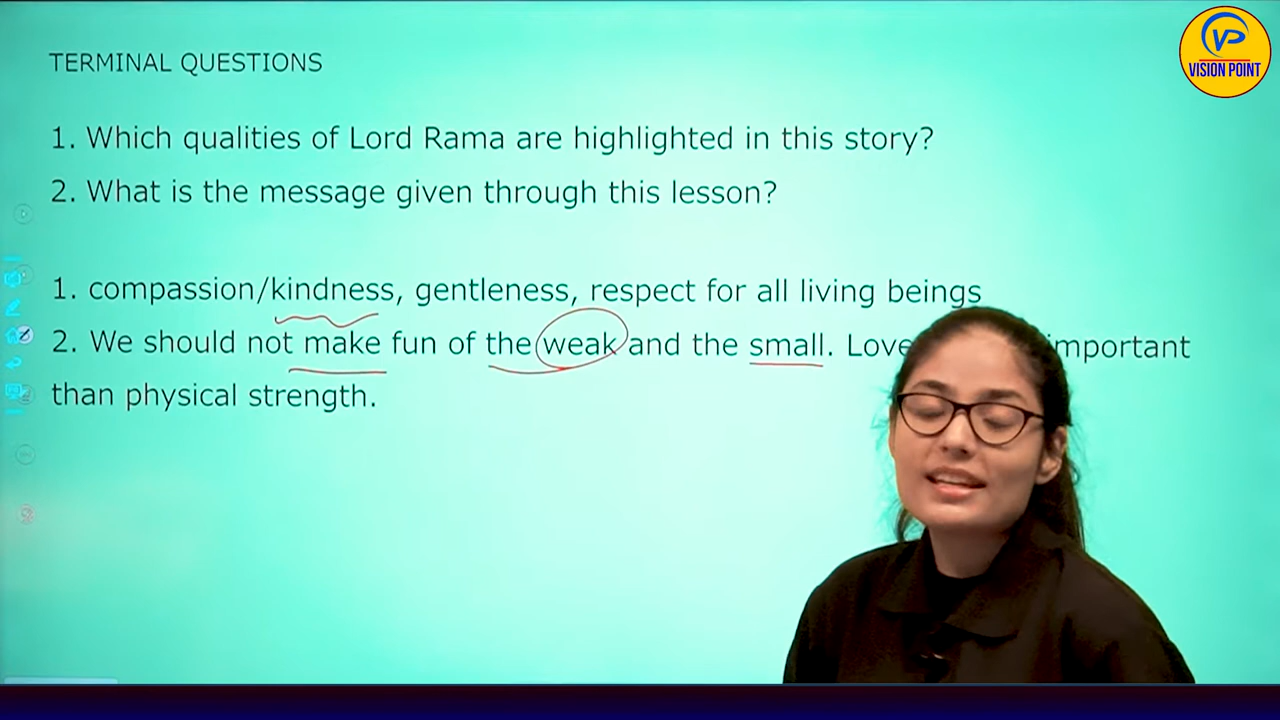 VP
VISION POINT
TERMINAL QUESTIONS
1. Which qualities of Lord Rama are highlighted in this story?
2. What is the message given through this lesson?
1. compassion/kindness, gentleness, respect for all living beings
2. We should not make fun of the weak and the small. Love important
than physical strength.